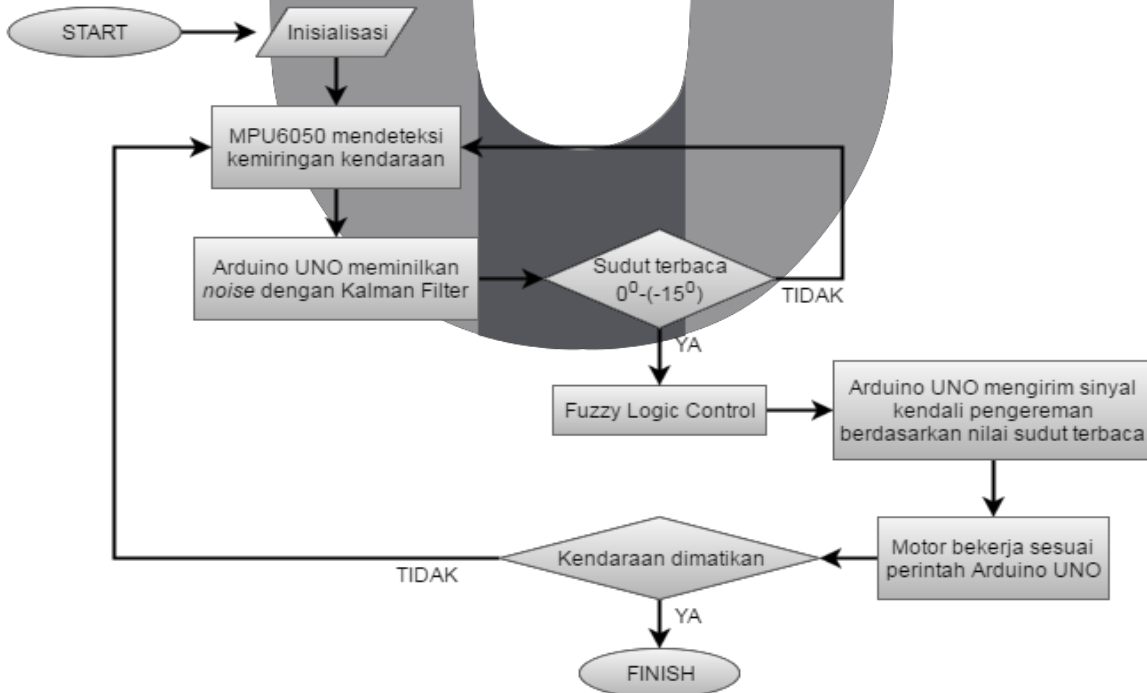 START
Inisialisasi
MPU6050 mendeteksi
kemiringan kendaraan
Arduino UNO meminilkan
noise dengan Kalman Filter
Sudut terbaca
0⁰-(-15⁰)
TIDAK
YA
Fuzzy Logic Control
Arduino UNO mengirim sinyal
kendali pengereman
berdasarkan nilai sudut terbaca
Motor bekerja sesuai
perintah Arduino UNO
Kendaraan dimatikan
TIDAK
YA
FINISH